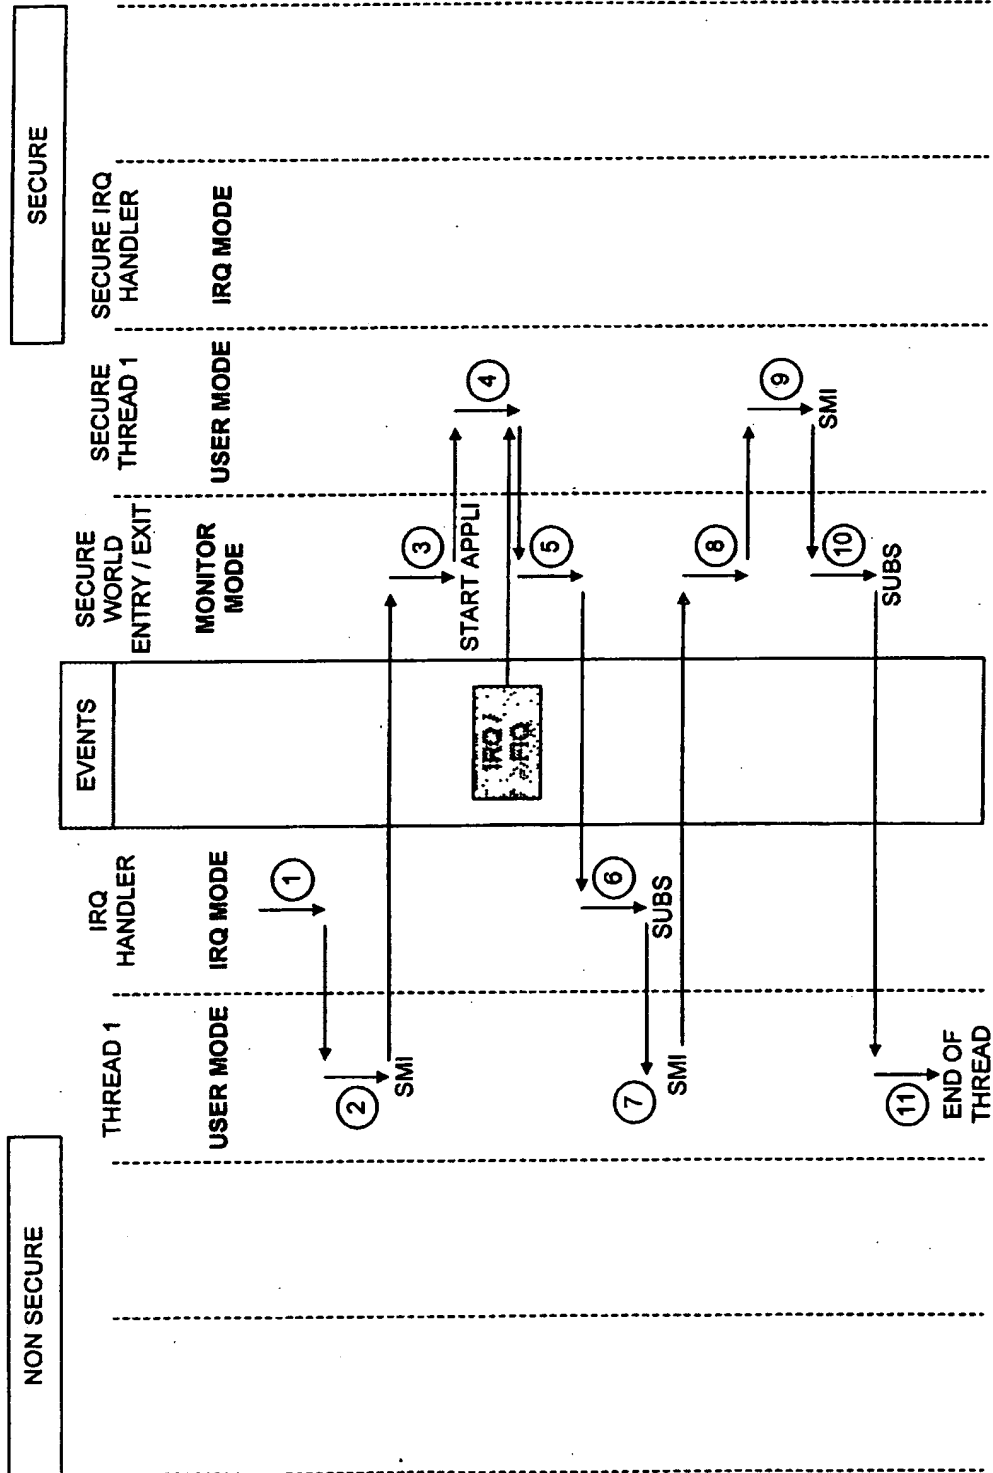 NON SECURE
SECURE
THREAD 1
USER MODE
IRQ
HANDLER
IRQ MODE
EVENTS
SECURE
WORLD
ENTRY / EXIT
MONITOR
MODE
SECURE
THREAD 1
USER MODE
SECURE IRQ
HANDLER
IRQ MODE
1
2
SMI
3
START APPLI
4
IRQ /
FIQ
5
6
SUBS
7
SMI
8
9
SMI
10
SUBS
11
END OF
THREAD